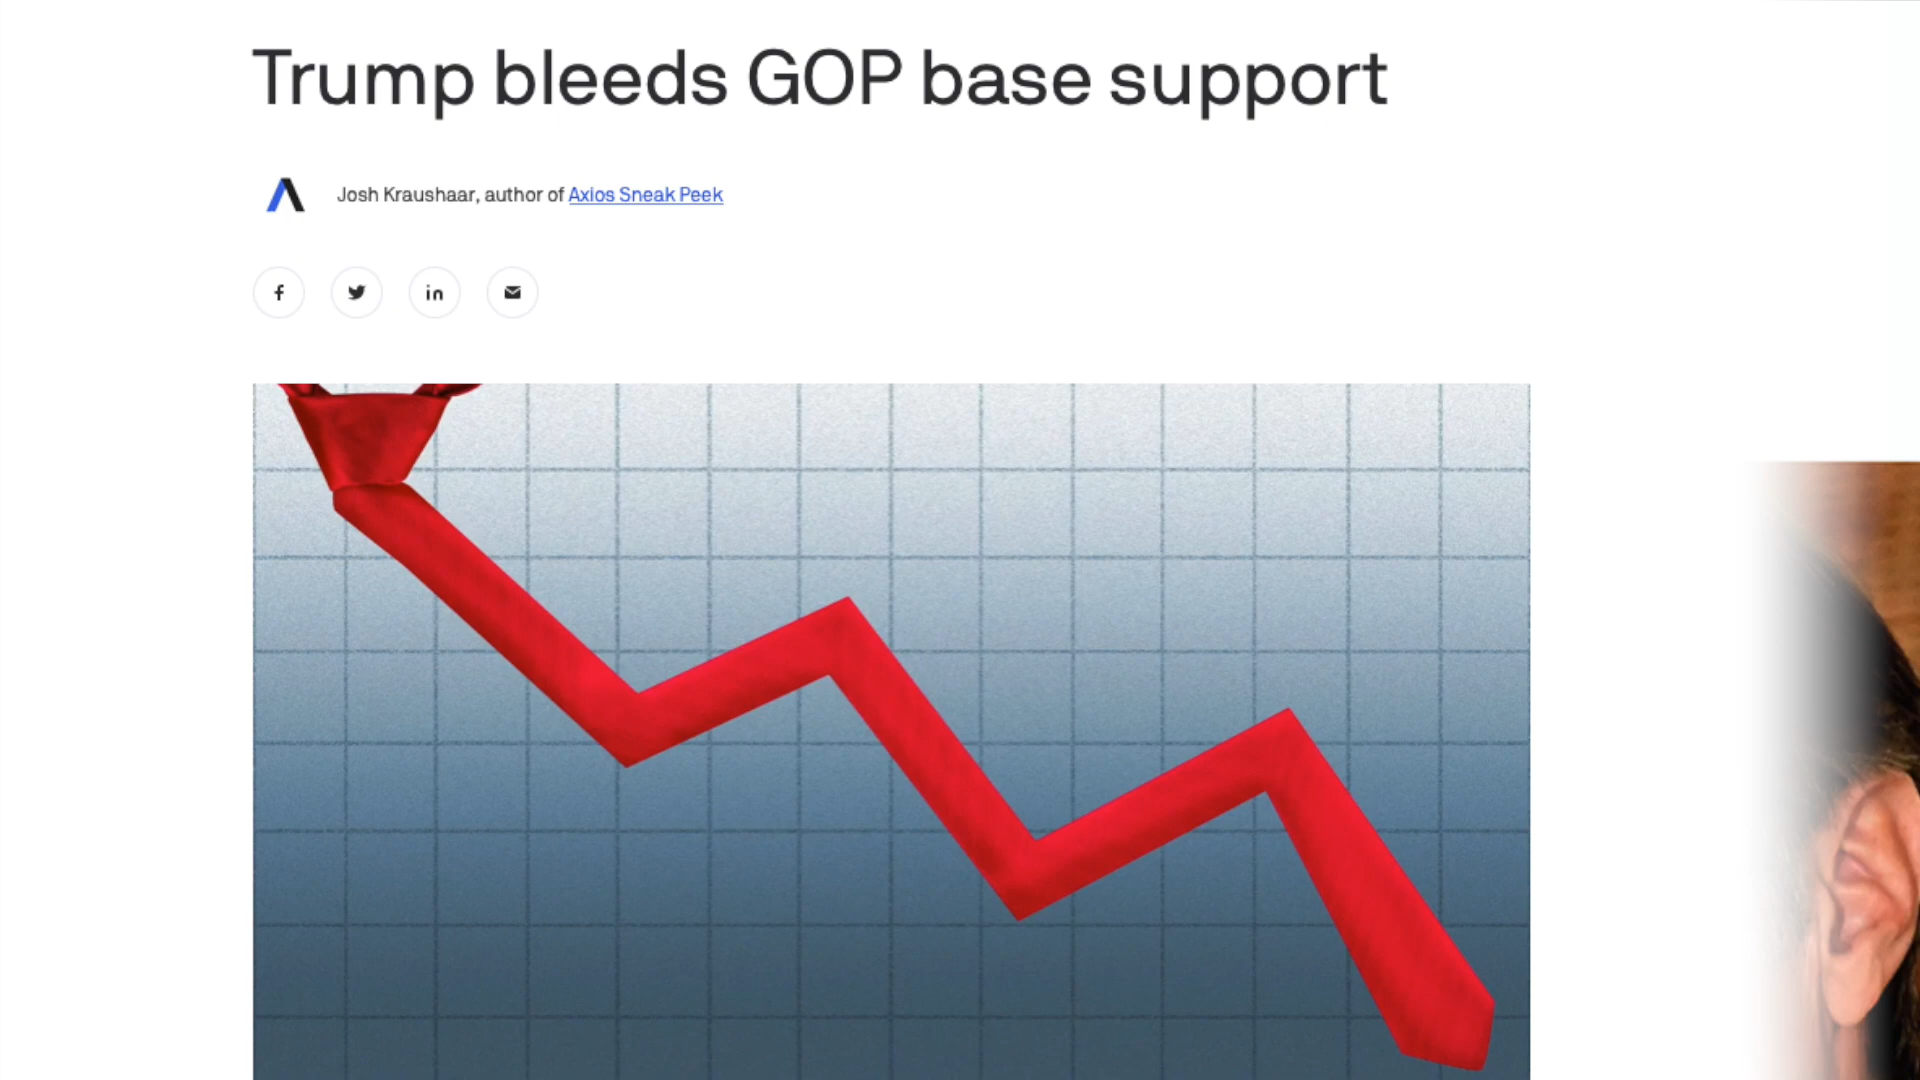 Trump bleeds GOP base support
Josh Kraushaar, author of Axios Sneak Peek